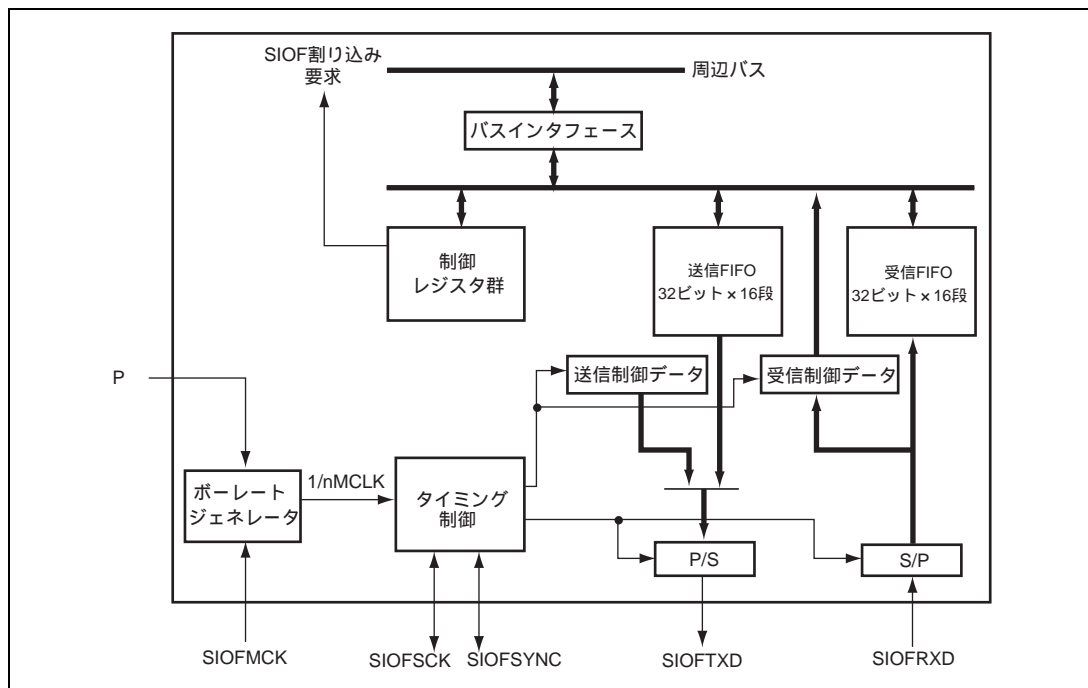 SIOF割り込み
要求
周辺バス
バスインタフェース
制御
レジスタ群
送信FIFO
32ビット×16段
受信FIFO
32ビット×16段
送信制御データ
受信制御データ
P
ボーレート
ジェネレータ
1/nMCLK
タイミング
制御
P/S
S/P
SIOFMCK
SIOFSCK
SIOFSYNC
SIOFTXD
SIOFRXD